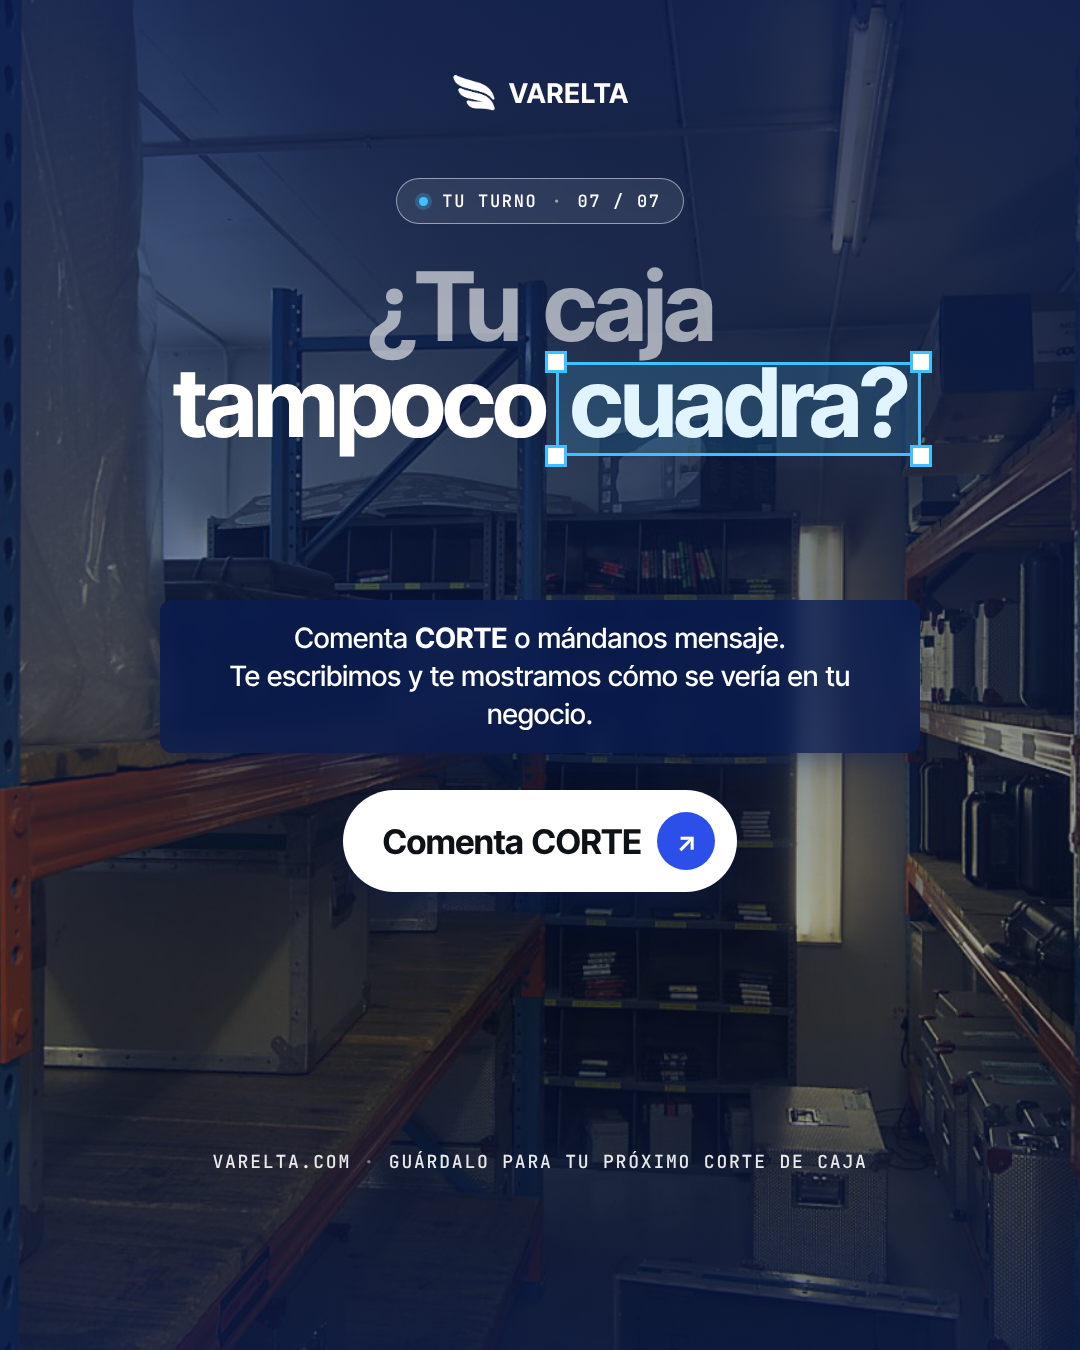 VARELTA
TU TURNO · 07 / 07
¿Tu caja
tampoco cuadra?
Comenta CORTE o mándanos mensaje.
Te escribimos y te mostramos cómo se vería en tu
negocio.
Comenta CORTE
VARELTA.COM · GUÁRDALO PARA TU PRÓXIMO CORTE DE CAJA